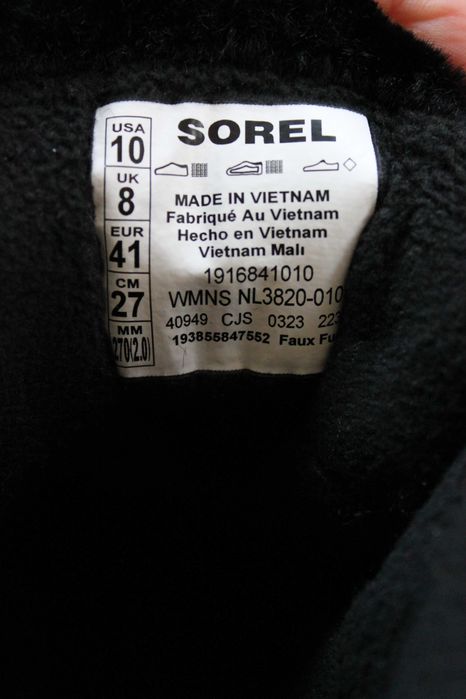 SOREL
USA
10
UK
8
EUR
41
CM
27
MM
270(2.0)
MADE IN VIETNAM
Fabriqué Au Vietnam
Hecho en Vietnam
Vietnam Malı
1916841010
WMNS NL3820-010
40949 CJS 0323
193855847552 Faux